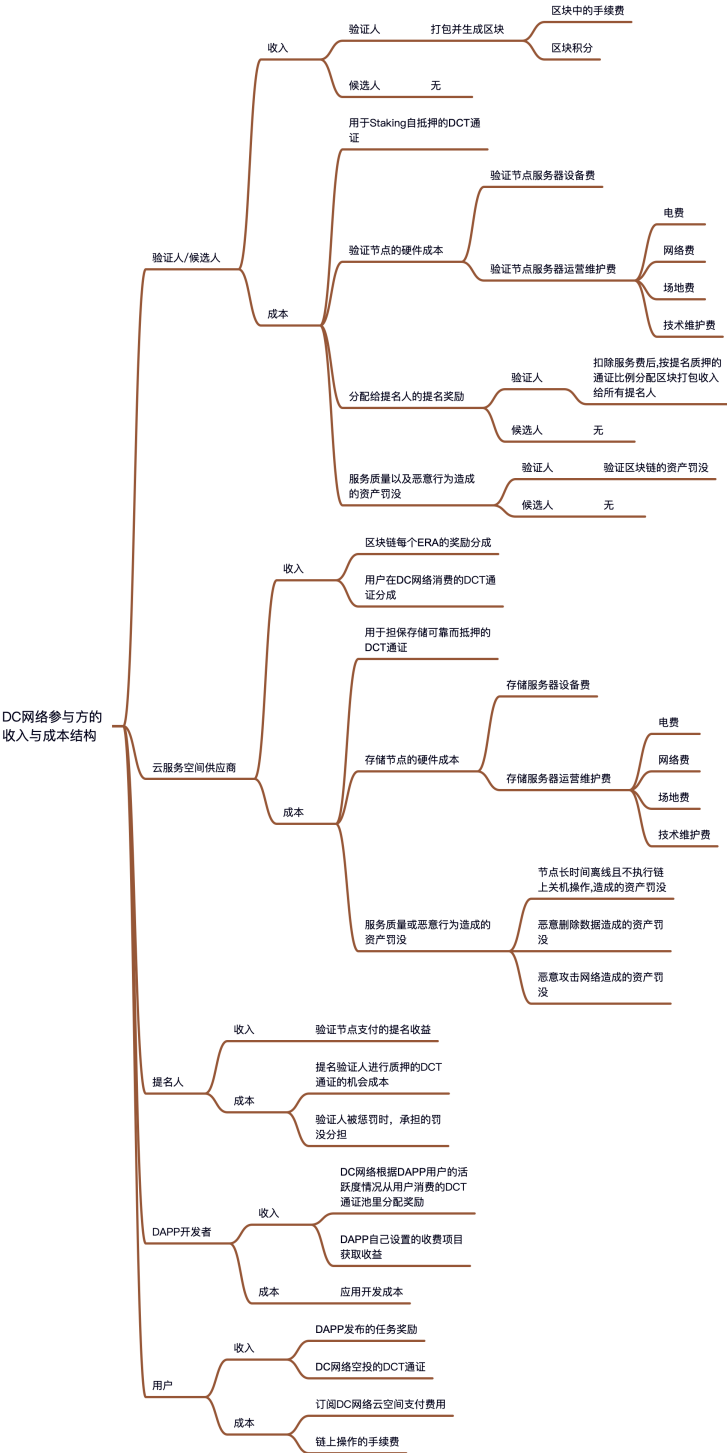 DC网络参与方的
收入与成本结构
验证人/候选人
收入
验证人
打包并生成区块
区块中的手续费
区块积分
候选人
无
成本
用于Staking自抵押的DCT通
证
验证节点的硬件成本
验证节点服务器设备费
验证节点服务器运营维护费
电费
网络费
场地费
技术维护费
分配给提名人的提名奖励
验证人
扣除服务费后,按提名质押的
通证比例分配区块打包收入
给所有提名人
候选人
无
服务质量以及恶意行为造成
的资产罚没
验证人
验证区块链的资产罚没
候选人
无
云服务空间供应商
收入
区块链每个ERA的奖励分成
用户在DC网络消费的DCT通
证分成
成本
用于担保存储可靠而抵押的
DCT通证
存储节点的硬件成本
存储服务器设备费
存储服务器运营维护费
电费
网络费
场地费
技术维护费
服务质量或恶意行为造成的
资产罚没
节点长时间离线且不执行链
上关机操作,造成的资产罚没
恶意删除数据造成的资产罚
没
恶意攻击网络造成的资产罚
没
提名人
收入
验证节点支付的提名收益
成本
提名验证人进行质押的DCT
通证的机会成本
验证人被惩罚时，承担的罚
没分担
DAPP开发者
收入
DC网络根据DAPP用户的活
跃度情况从用户消费的DCT
通证池里分配奖励
DAPP自己设置的收费项目
获取收益
成本
应用开发成本
用户
收入
DAPP发布的任务奖励
DC网络空投的DCT通证
成本
订阅DC网络云空间支付费用
链上操作的手续费